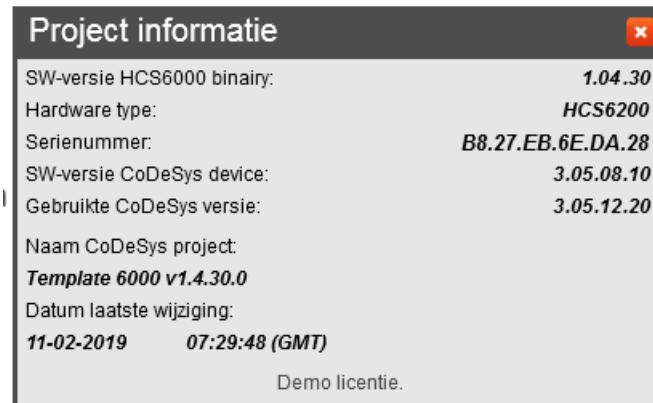 Project informatie
SW-versie HCS6000 binairy: 1.04.30
Hardware type: HCS6200
Serienummer: B8.27.EB.6E.DA.28
SW-versie CoDeSys device: 3.05.08.10
Gebruikte CoDeSys versie: 3.05.12.20
Naam CoDeSys project:
Template 6000 v1.4.30.0
Datum laatste wijziging:
11-02-2019 07:29:48 (GMT)
Demo licentie.